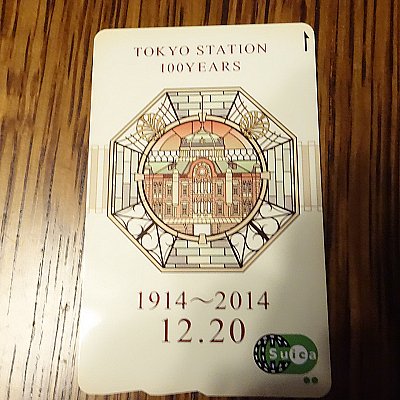 TOKYO STATION
100YEARS
1914～2014
12.20
Suica